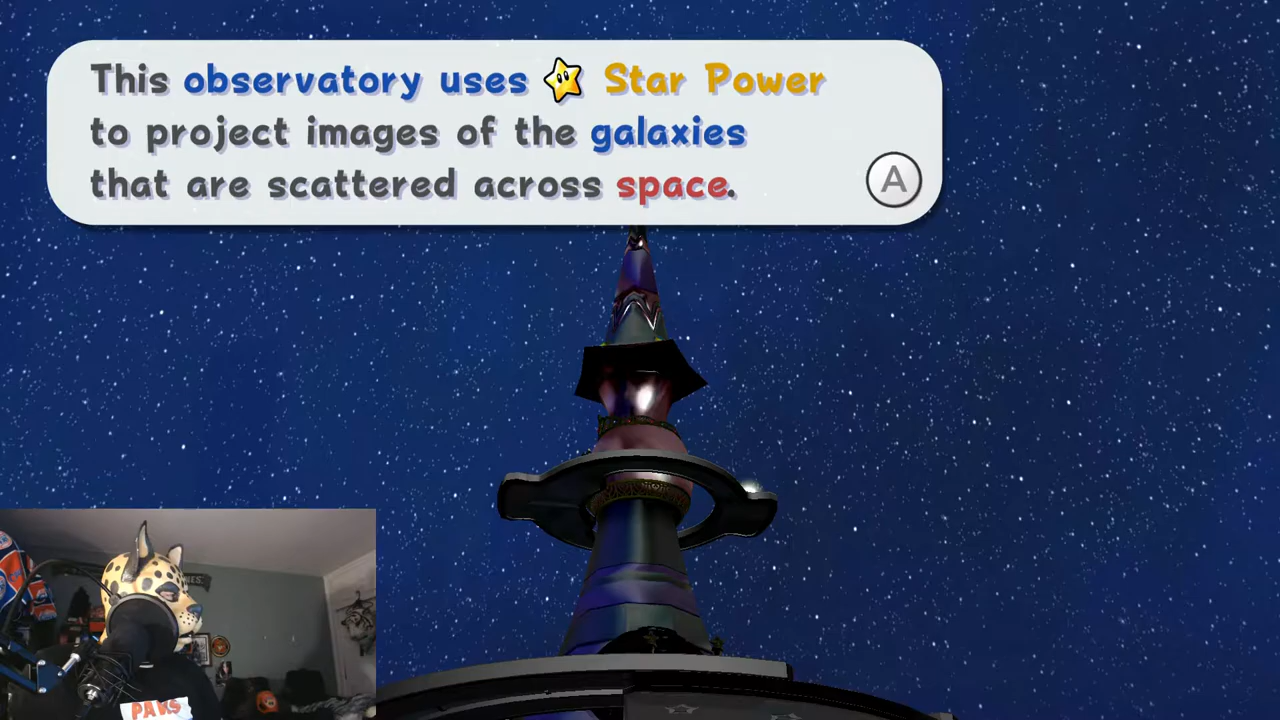 This observatory uses Star Power
to project images of the galaxies
that are scattered across space.
A
PAWS